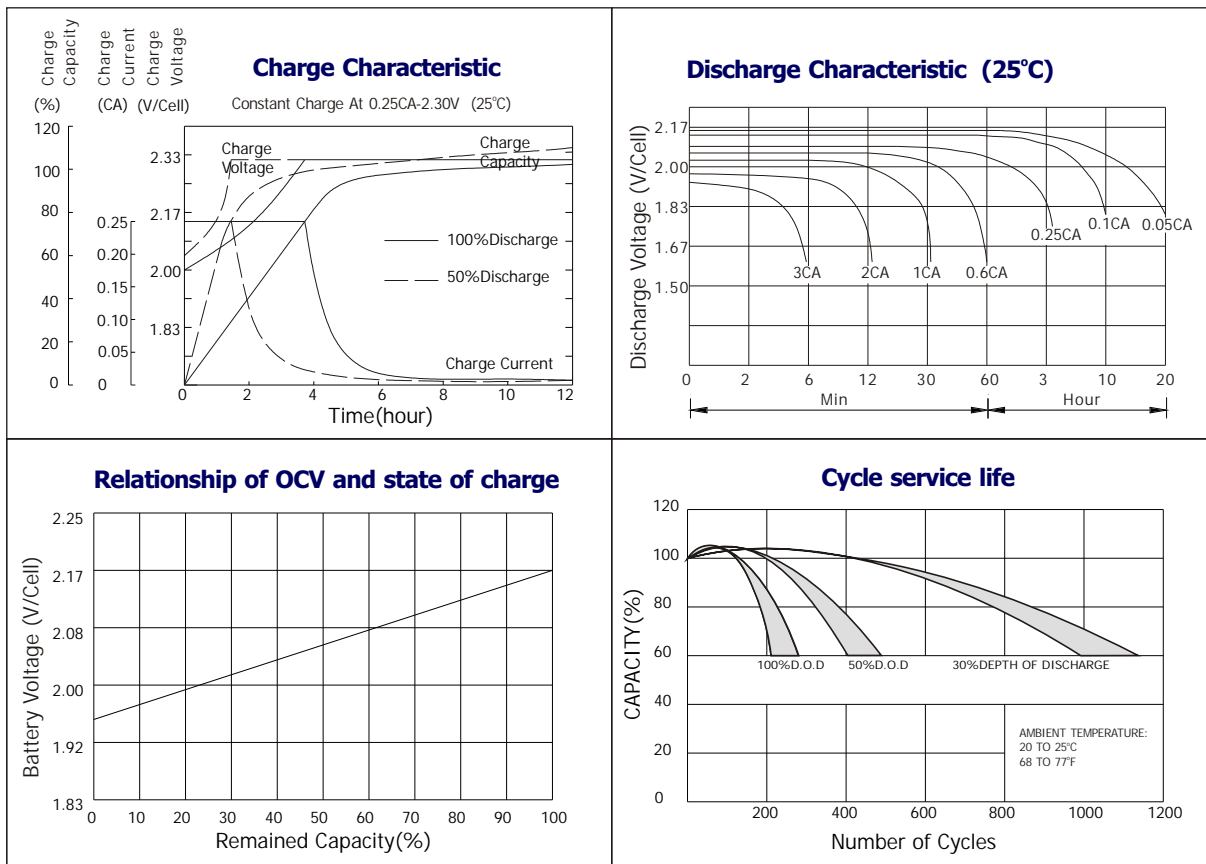 Charge Capacity
Charge Current
Charge Voltage
(%)
(CA)
(V/Cell)
Charge Characteristic
Constant Charge At 0.25CA-2.30V (25°C)
120
100
80
60
40
20
0
0.25
0.20
0.15
0.10
0.05
0
2.33
2.17
2.00
1.83
Charge
Voltage
Charge
Capacity
100%Discharge
50%Discharge
Charge Current
0 2 4 6 8 10 12
Time(hour)
Discharge Characteristic (25°C)
Discharge Voltage (V/Cell)
2.17
2.00
1.83
1.67
1.50
3CA
2CA
1CA
0.6CA
0.25CA
0.1CA
0.05CA
0 2 6 12 30 60 3 10 20
Min
Hour
Relationship of OCV and state of charge
Battery Voltage (V/Cell)
2.25
2.17
2.08
2.00
1.92
1.83
0 10 20 30 40 50 60 70 80 90 100
Remained Capacity(%)
Cycle service life
CAPACITY(%)
120
100
80
60
40
20
0
100%D.O.D
50%D.O.D
30%DEPTH OF DISCHARGE
AMBIENT TEMPERATURE:
20 TO 25°C
68 TO 77°F
200 400 600 800 1000 1200
Number of Cycles